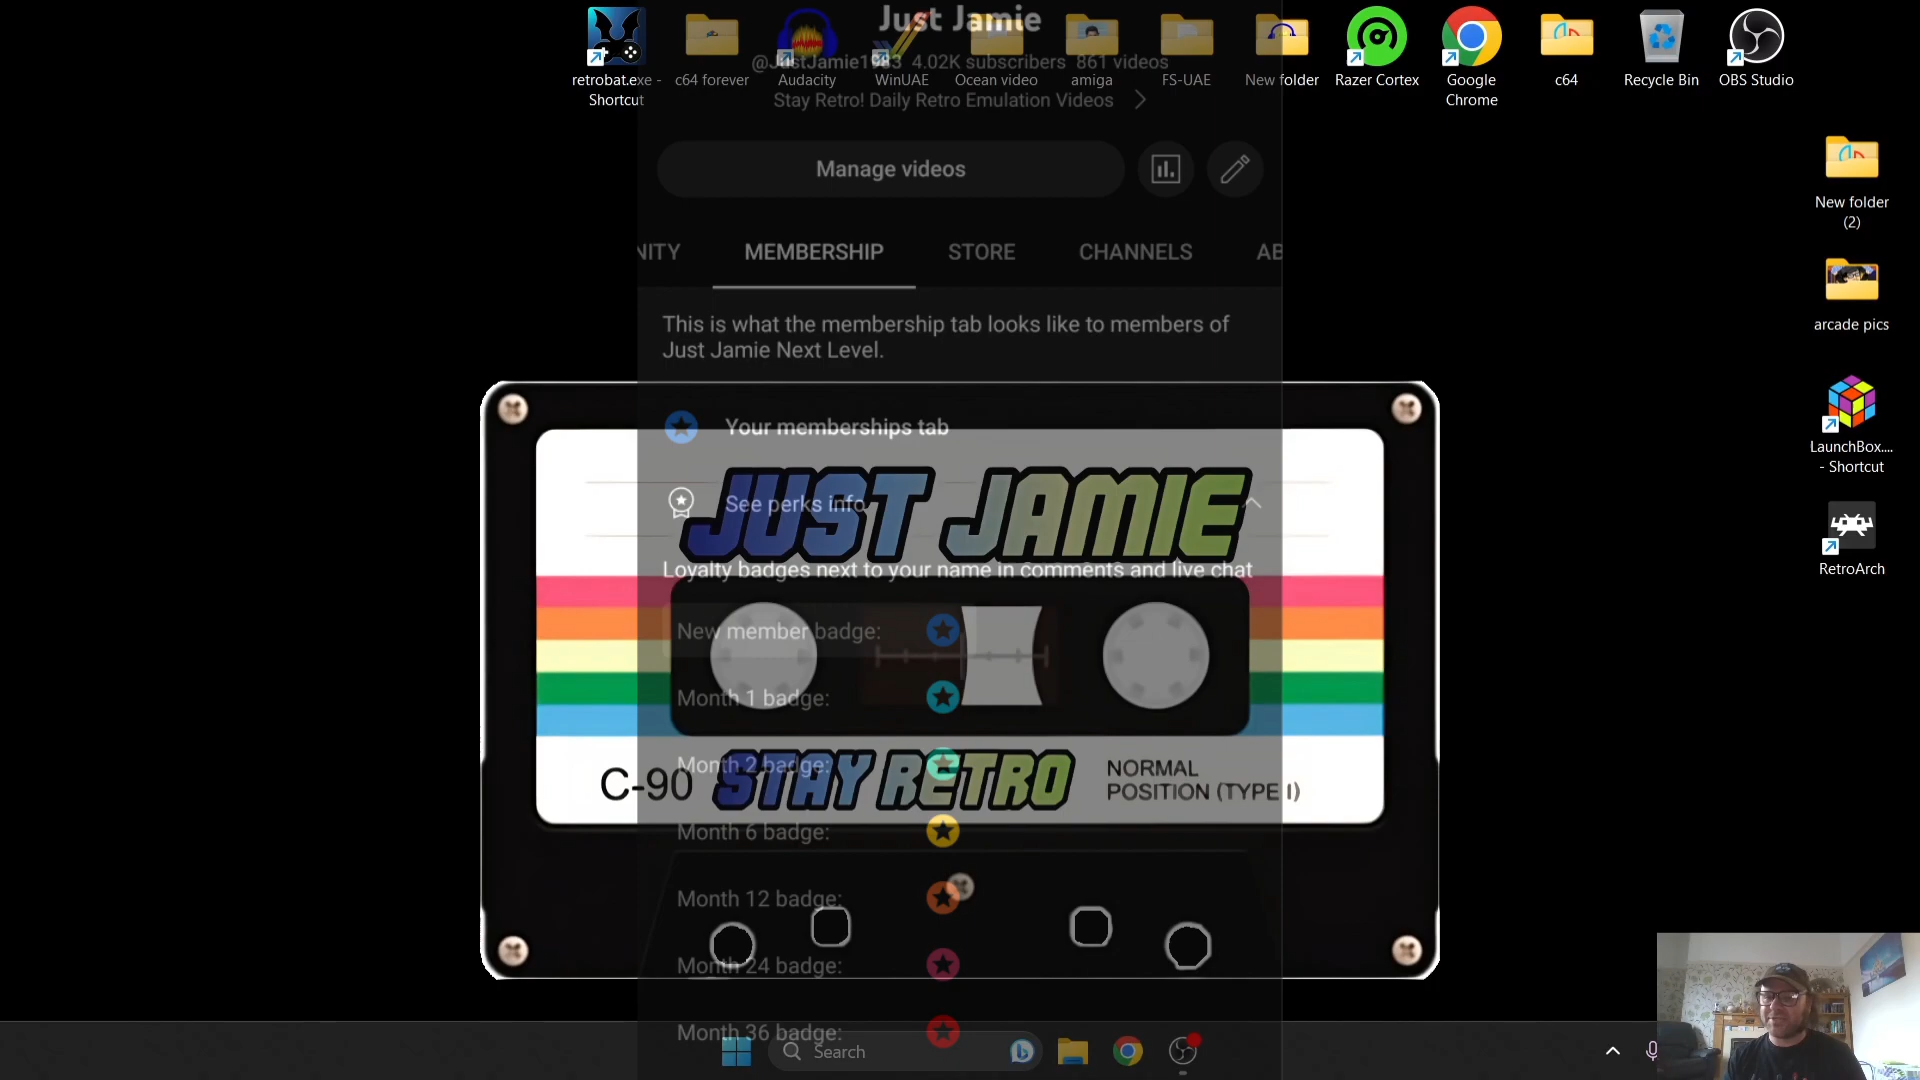 Just Jamie
@JustJamie1983 4.02K subscribers 861 videos
Stay Retro! Daily Retro Emulation Videos
retrobat.exe - Shortcut
c64 forever
Audacity
WinUAE
Ocean video
amiga
FS-UAE
New folder
Razer Cortex
Google Chrome
c64
Recycle Bin
OBS Studio
Manage videos
NITY
MEMBERSHIP
STORE
CHANNELS
AB
New folder (2)
arcade pics
LaunchBox.... - Shortcut
RetroArch
This is what the membership tab looks like to members of
Just Jamie Next Level.
Your memberships tab
See perks info
JUST JAMIE
Loyalty badges next to your name in comments and live chat
New member badge:
Month 1 badge:
Month 2 badge:
C-90
STAY RETRO
NORMAL
POSITION (TYPE I)
Month 6 badge:
Month 12 badge:
Month 24 badge:
Month 36 badge:
Search